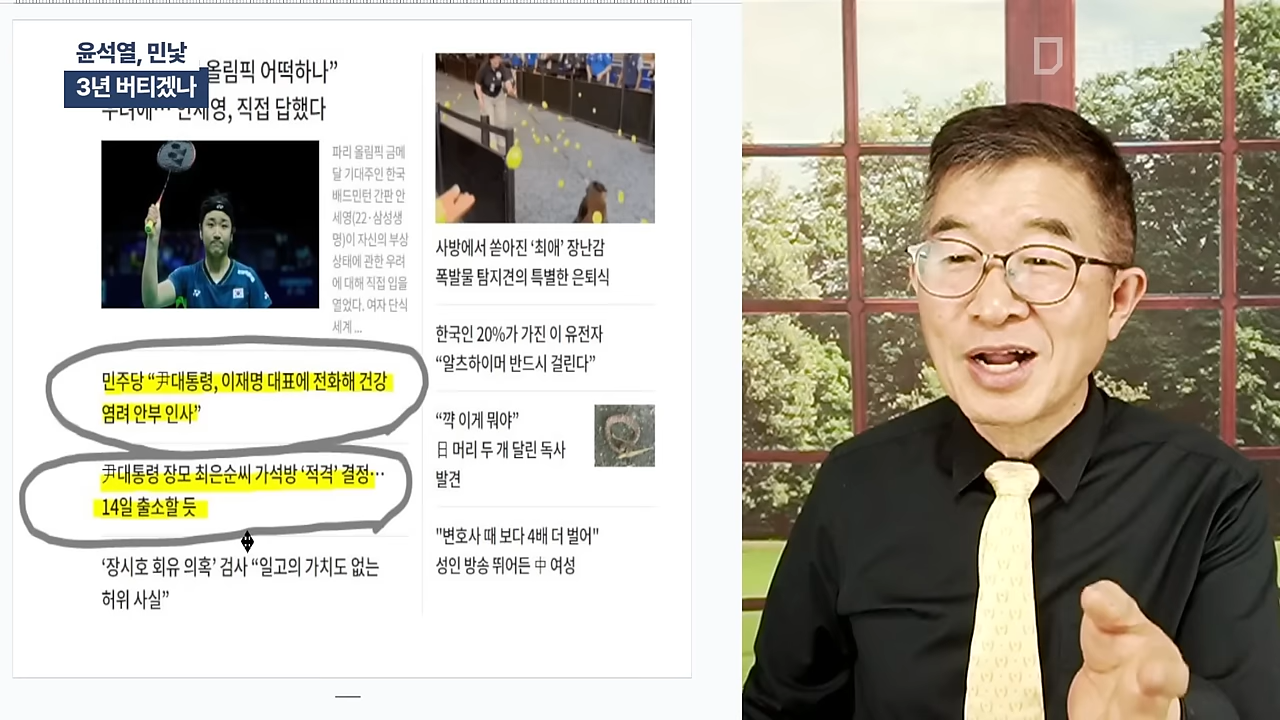 윤석열, 민낯
3년 버티겠나
올림픽 어떡하나”
안세영, 직접 답했다
파리 올림픽 금메
달 기대주인 한국
배드민턴 간판 안
세영(22·삼성생
명)이 자신의 부상
상태에 관한 우려
에 대해 직접 입을
열었다. 여자 단식
세계 ...
민주당 “尹대통령, 이재명 대표에 전화해 건강
염려 안부 인사”
尹대통령 장모 최은순씨 가석방 ‘적격’ 결정…
14일 출소할 듯
‘장시호 회유 의혹’ 검사 “일고의 가치도 없는
허위 사실”
사방에서 쏟아진 ‘최애’ 장난감
폭발물 탐지견의 특별한 은퇴식
한국인 20%가 가진 이 유전자
“알츠하이머 반드시 걸린다”
“꺅 이게 뭐야”
日 머리 두 개 달린 독사
발견
"변호사 때 보다 4배 더 벌어"
성인 방송 뛰어든 中 여성